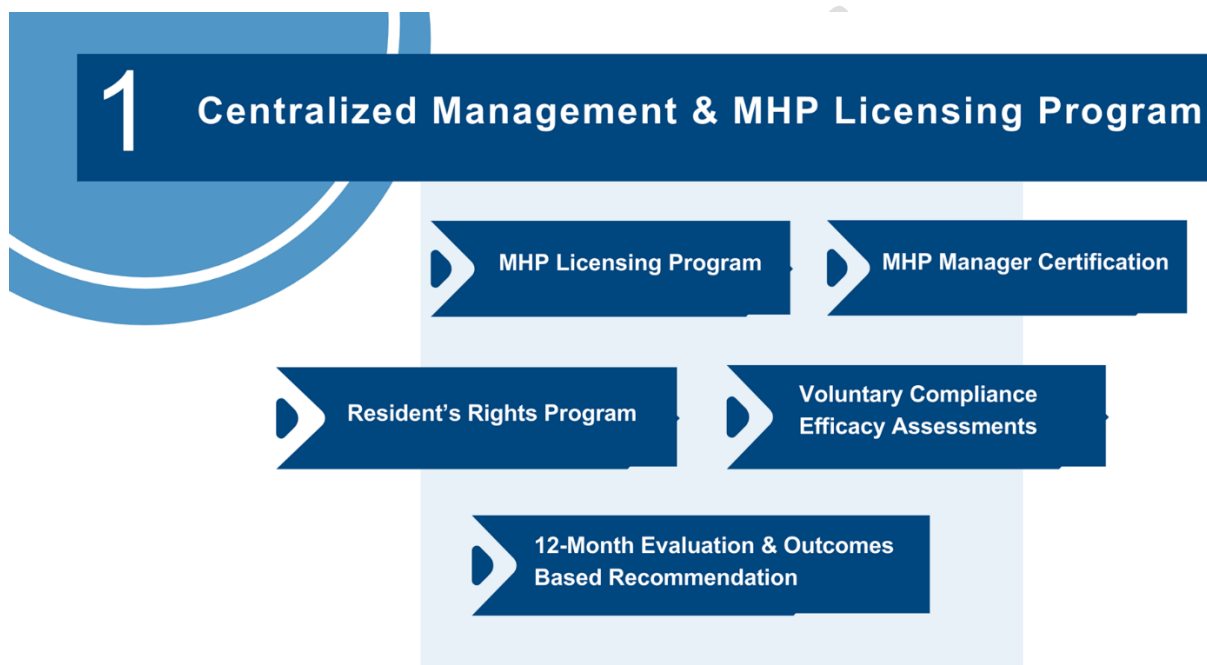 1
Centralized Management & MHP Licensing Program
MHP Licensing Program
MHP Manager Certification
Resident’s Rights Program
Voluntary Compliance
Efficacy Assessments
12-Month Evaluation & Outcomes
Based Recommendation